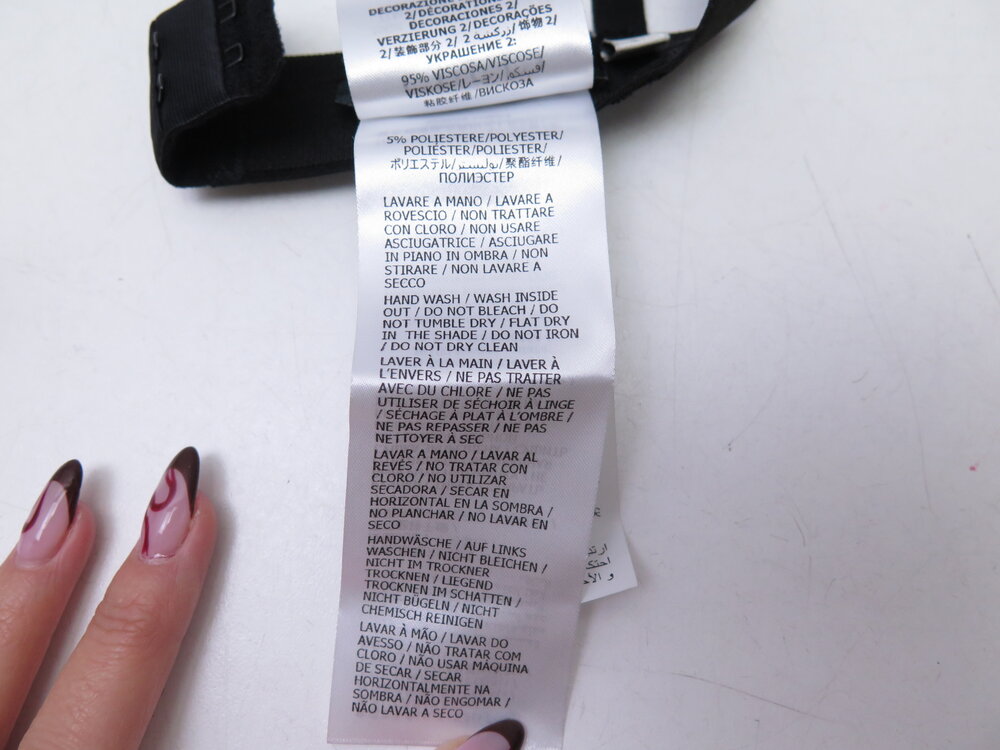 DECORAZIONE
2/DÉCORATION 2/
DECORACIONES 2/
VERZIERUNG 2/DECORAÇÕES
2/装飾部分 2/ 2 زركشة/ 饰物 2/
УКРАШЕНИЕ 2:
95% VISCOSA/VISCOSE/
VISKOSE/レーヨン/فسكوز/
粘胶纤维/ВИСКОЗА
5% POLIESTERE/POLYESTER/
POLIÉSTER/POLIESTER/
ポリエステル/بوليستر/聚酯纤维/
ПОЛИЭСТЕР
LAVARE A MANO / LAVARE A
ROVESCIO / NON TRATTARE
CON CLORO / NON USARE
ASCIUGATRICE / ASCIUGARE
IN PIANO IN OMBRA / NON
STIRARE / NON LAVARE A
SECCO
HAND WASH / WASH INSIDE
OUT / DO NOT BLEACH / DO
NOT TUMBLE DRY / FLAT DRY
IN THE SHADE / DO NOT IRON
/ DO NOT DRY CLEAN
LAVER À LA MAIN / LAVER À
L'ENVERS / NE PAS TRAITER
AVEC DU CHLORE / NE PAS
UTILISER DE SÉCHOIR À LINGE
/ SÉCHAGE À PLAT À L'OMBRE /
NE PAS REPASSER / NE PAS
NETTOYER À SEC
LAVAR A MANO / LAVAR AL
REVÉS / NO TRATAR CON
CLORO / NO UTILIZAR
SECADORA / SECAR EN
HORIZONTAL EN LA SOMBRA /
NO PLANCHAR / NO LAVAR EN
SECO
HANDWÄSCHE / AUF LINKS
WASCHEN / NICHT BLEICHEN /
NICHT IM TROCKNER
TROCKNEN / LIEGEND
TROCKNEN IM SCHATTEN /
NICHT BÜGELN / NICHT
CHEMISCH REINIGEN
LAVAR À MÃO / LAVAR DO
AVESSO / NÃO TRATAR COM
CLORO / NÃO USAR MÁQUINA
DE SECAR / SECAR
HORIZONTALMENTE NA
SOMBRA / NÃO ENGOMAR /
NÃO LAVAR A SECO